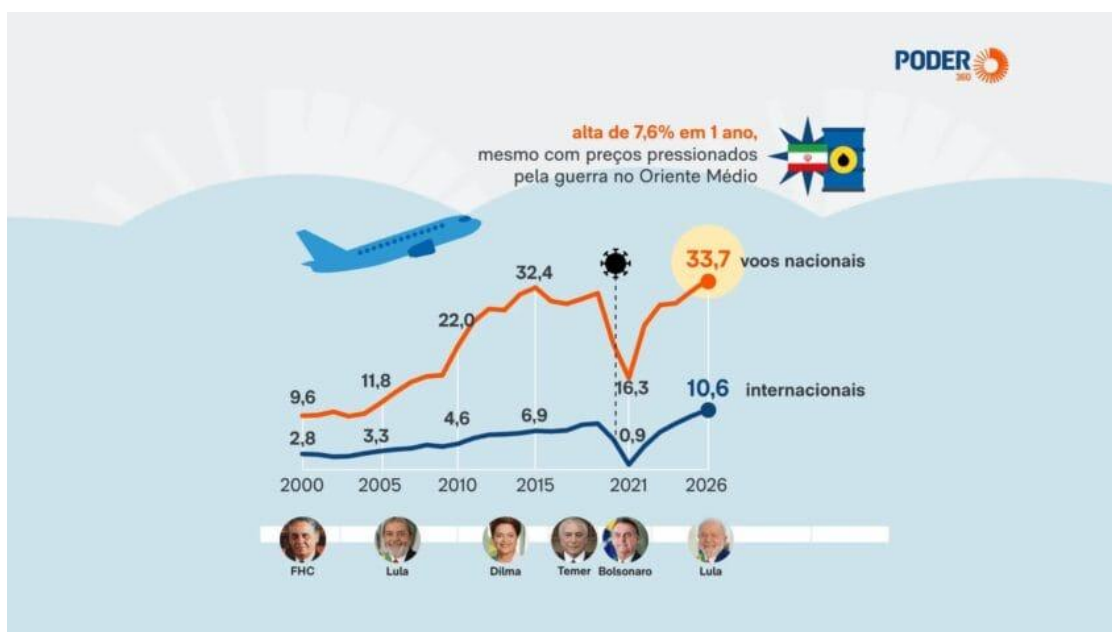 PODER
360
alta de 7,6% em 1 ano,
mesmo com preços pressionados
pela guerra no Oriente Médio
33,7 voos nacionais
32,4
22,0
11,8
9,6
16,3
10,6 internacionais
6,9
4,6
3,3
2,8
0,9
2000 2005 2010 2015 2021 2026
FHC Lula Dilma Temer Bolsonaro Lula